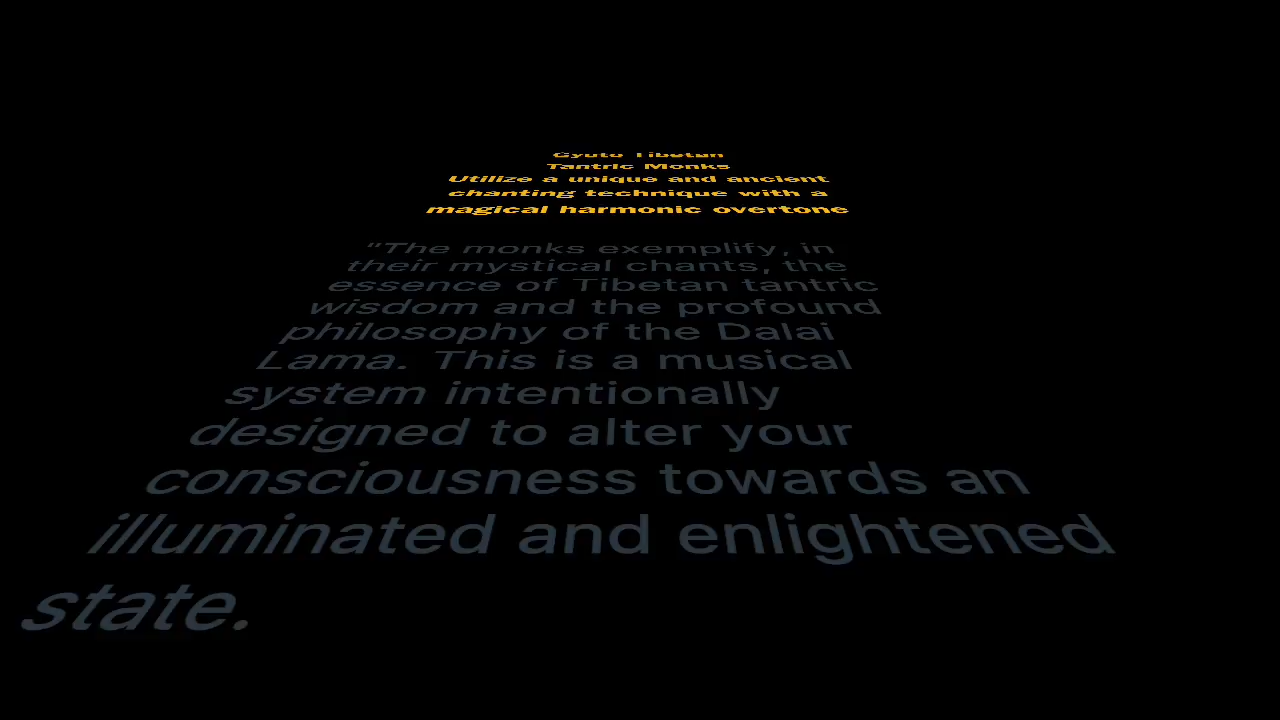 Gyuto Tibetan
Tantric Monks
Utilize a unique and ancient
chanting technique with a
magical harmonic overtone
"The monks exemplify, in
their mystical chants, the
essence of Tibetan tantric
wisdom and the profound
philosophy of the Dalai
Lama. This is a musical
system intentionally
designed to alter your
consciousness towards an
illuminated and enlightened
state.